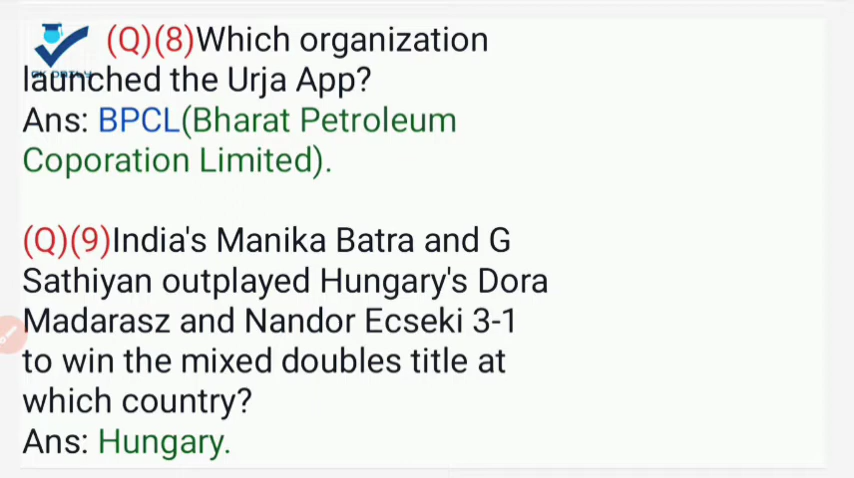 (Q)(8)Which organization
launched the Urja App?
Ans: BPCL(Bharat Petroleum
Coporation Limited).
(Q)(9)India's Manika Batra and G
Sathiyan outplayed Hungary's Dora
Madarasz and Nandor Ecseki 3-1
to win the mixed doubles title at
which country?
Ans: Hungary.